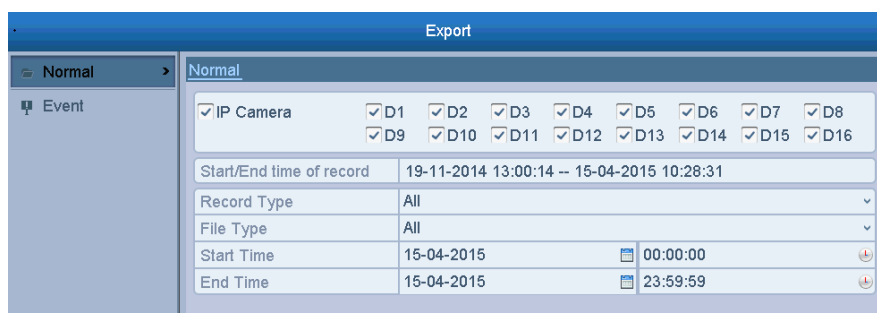 Export
Normal >
Event
Normal
IP Camera D1 D2 D3 D4 D5 D6 D7 D8
D9 D10 D11 D12 D13 D14 D15 D16
Start/End time of record 19-11-2014 13:00:14 -- 15-04-2015 10:28:31
Record Type All
File Type All
Start Time 15-04-2015 00:00:00
End Time 15-04-2015 23:59:59